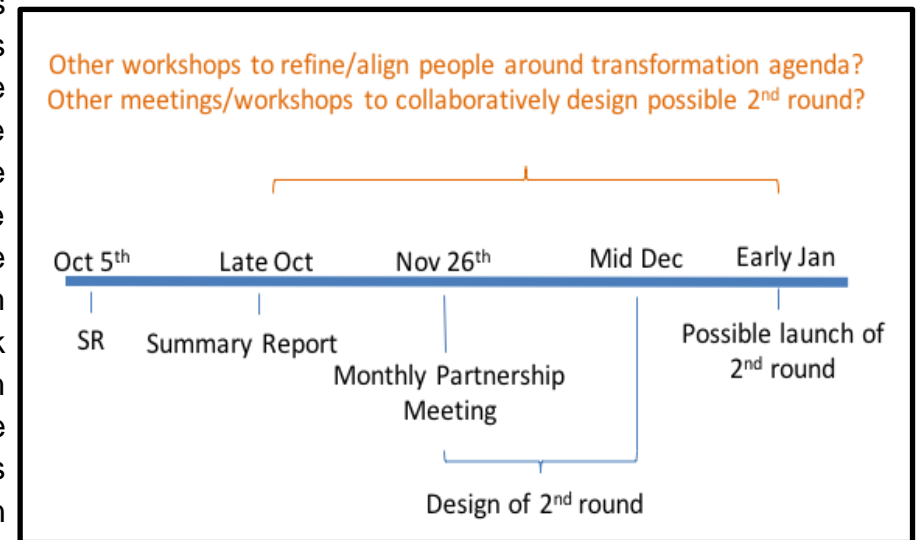 Other workshops to refine/align people around transformation agenda?
Other meetings/workshops to collaboratively design possible 2nd round?
Oct 5th
Late Oct
Nov 26th
Mid Dec
Early Jan
SR
Summary Report
Monthly Partnership
Meeting
Possible launch of
2nd round
Design of 2nd round